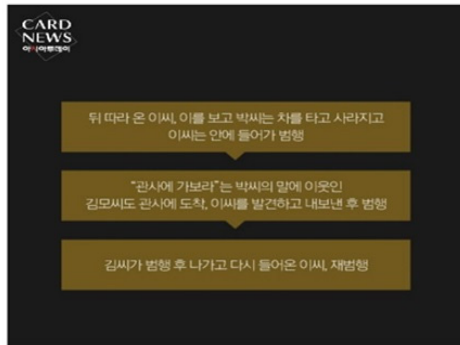 CARD
NEWS
아시아투데이
뒤 따라 온 이씨, 이를 보고 박씨는 차를 타고 사라지고
이씨는 안에 들어가 범행
“관사에 가보라”는 박씨의 말에 이웃인
김모씨도 관사에 도착, 이씨를 발견하고 내보낸 후 범행
김씨가 범행 후 나가고 다시 들어온 이씨, 재범행